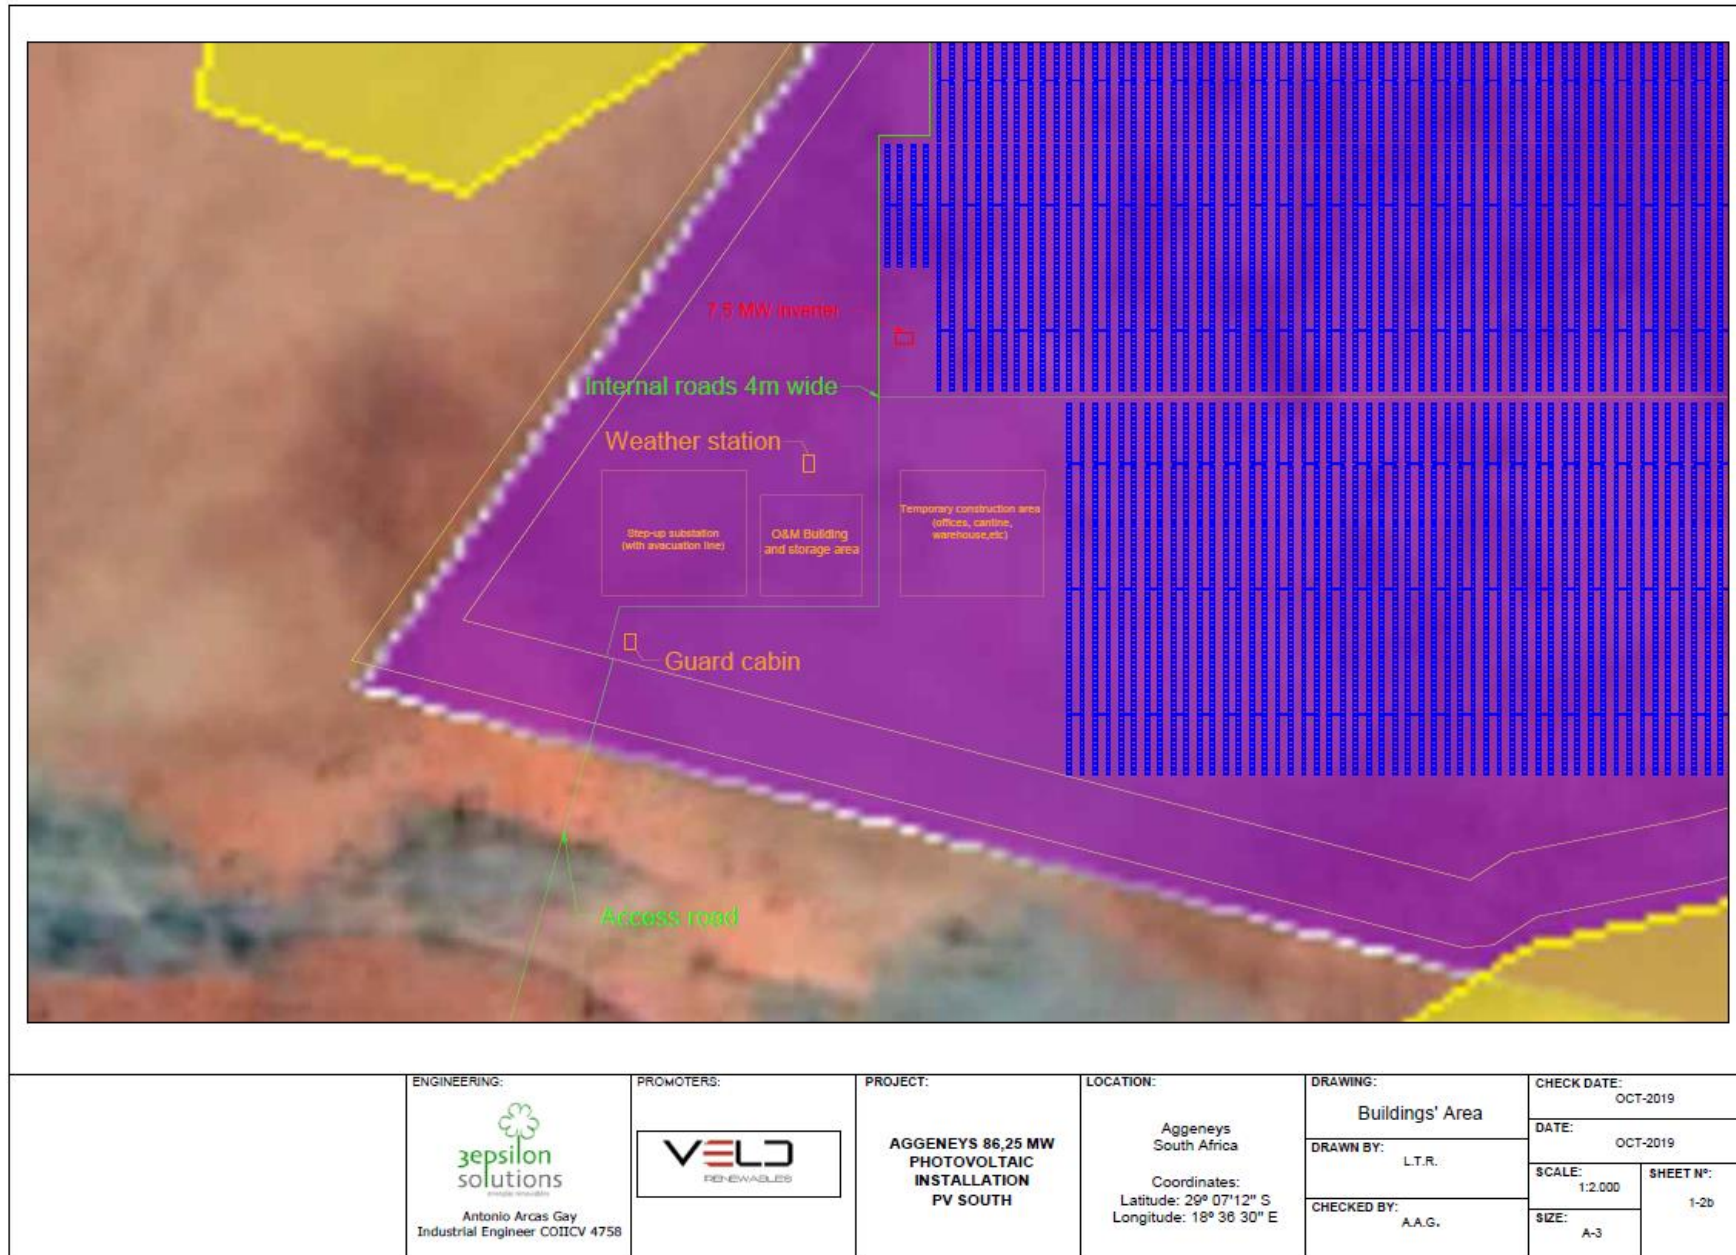 7.5 MW inverter
Internal roads 4m wide
Weather station
Step-up substation
(with avacuation line)
O&M Building
and storage area
Temporary construction area
(offices, cantine,
warehouse,etc)
Guard cabin
Access road
ENGINEERING:
3epsilon
solutions
Antonio Arcas Gay
Industrial Engineer COIICV 4758
PROMOTERS:
VELD
RENEWABLES
PROJECT:
AGGENEYS 86,25 MW
PHOTOVOLTAIC
INSTALLATION
PV SOUTH
LOCATION:
Aggeneys
South Africa
Coordinates:
Latitude: 29º 07'12" S
Longitude: 18º 36 30" E
DRAWING:
Buildings' Area
DRAWN BY:
L.T.R.
CHECKED BY:
A.A.G.
CHECK DATE:
OCT-2019
DATE:
OCT-2019
SCALE:
1:2.000
SIZE:
A-3
SHEET Nº:
1-2b